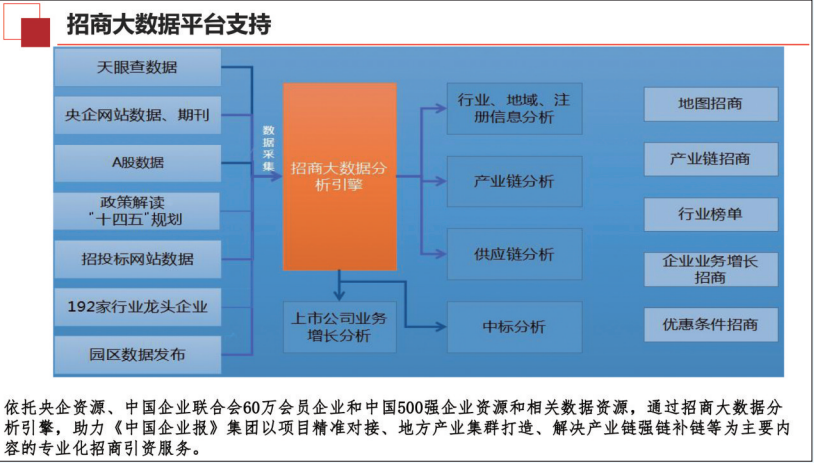 招商大数据平台支持
天眼查数据
央企网站数据、期刊
A股数据
政策解读
“十四五”规划
招投标网站数据
192家行业龙头企业
园区数据发布
数据采集
招商大数据分
析引擎
行业、地域、注
册信息分析
产业链分析
供应链分析
上市公司业务
增长分析
中标分析
地图招商
产业链招商
行业榜单
企业业务增长
招商
优惠条件招商
依托央企资源、中国企业联合会60万会员企业和中国500强企业资源和相关数据资源，通过招商大数据分
析引擎，助力《中国企业报》集团以项目精准对接、地方产业集群打造、解决产业链强链补链等为主要内
容的专业化招商引资服务。